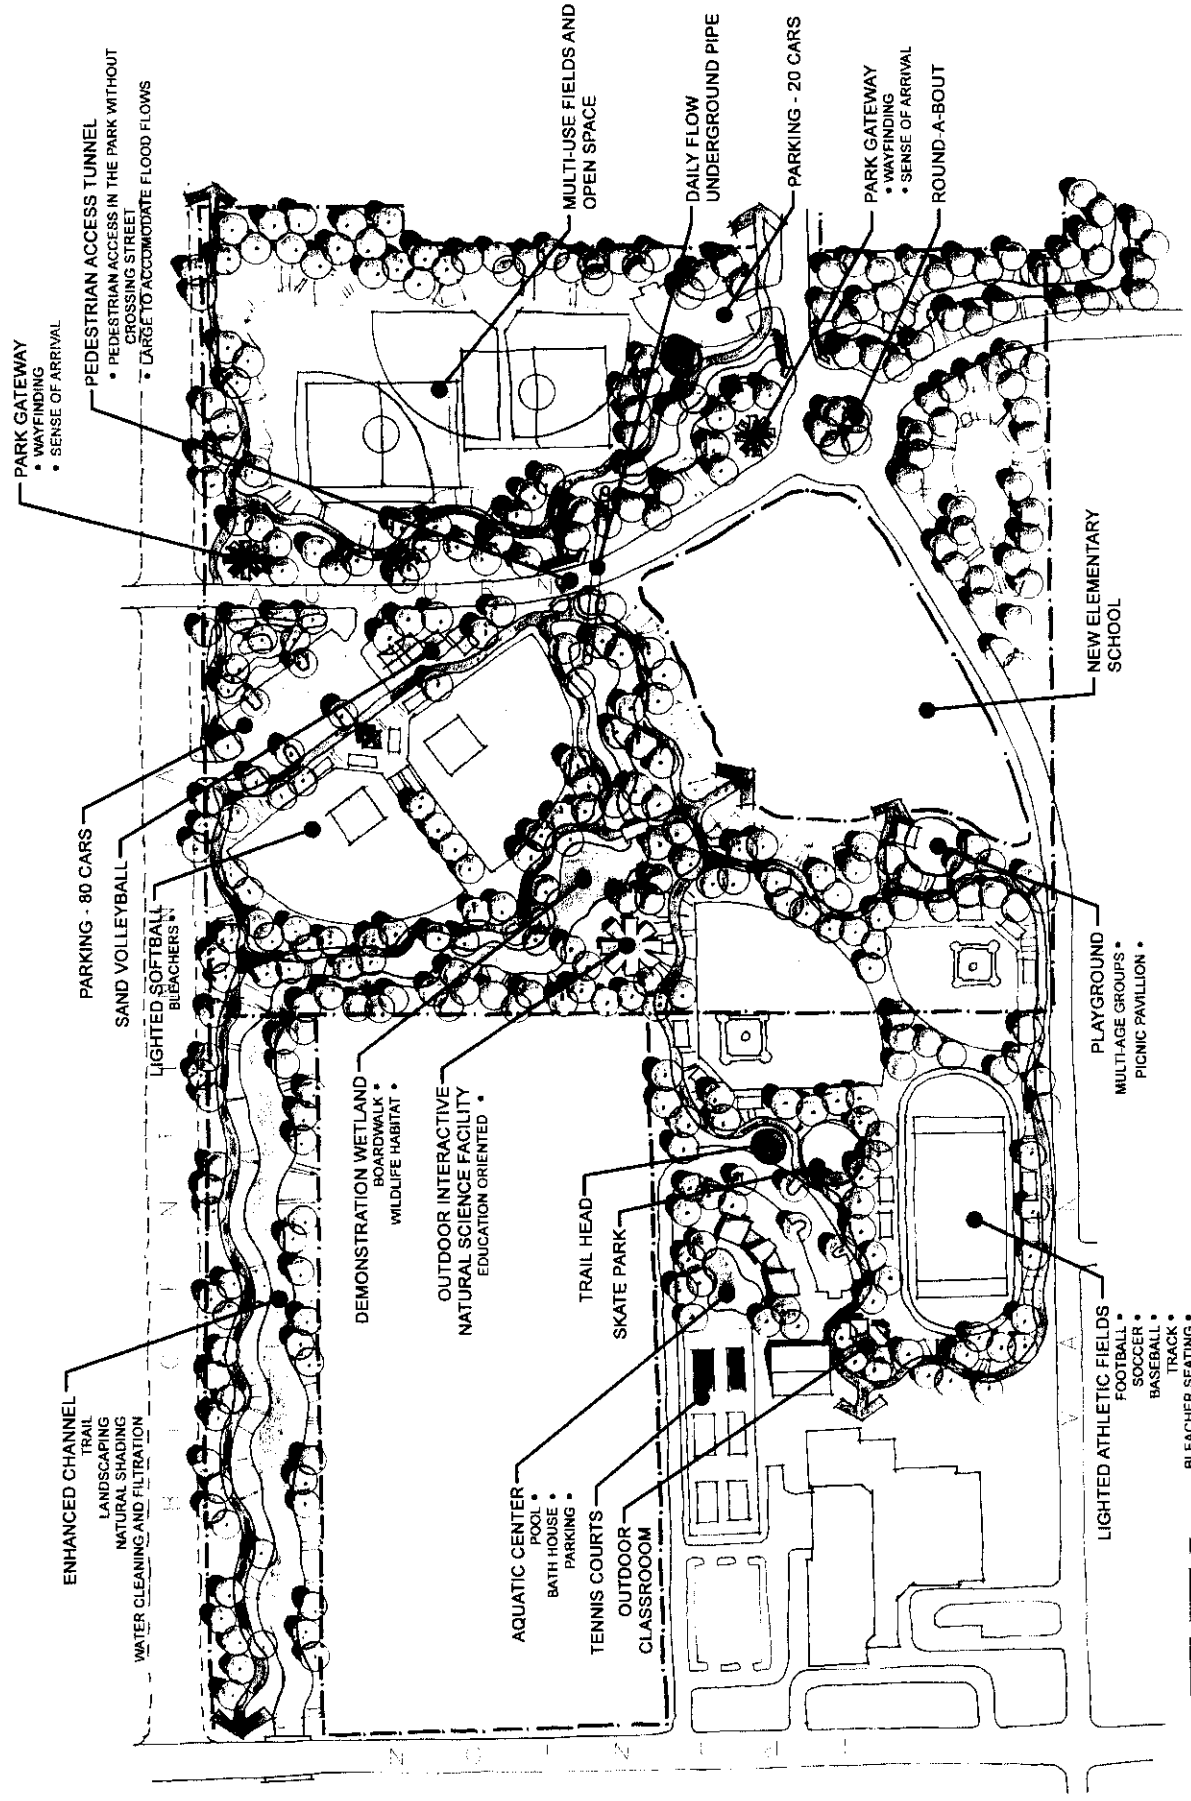 PARK GATEWAY
• WAYFINDING
• SENSE OF ARRIVAL
PEDESTRIAN ACCESS TUNNEL
• PEDESTRIAN ACCESS IN THE PARK WITHOUT
CROSSING STREET
• LARGE TO ACCOMODATE FLOOD FLOWS
MULTI-USE FIELDS AND
OPEN SPACE
DAILY FLOW
UNDERGROUND PIPE
PARKING - 20 CARS
PARK GATEWAY
• WAYFINDING
• SENSE OF ARRIVAL
ROUND-A-BOUT
PARKING - 80 CARS
SAND VOLLEYBALL
LIGHTED SOFTBALL
BLEACHERS •
NEW ELEMENTARY
SCHOOL
PLAYGROUND
MULTI-AGE GROUPS •
PICNIC PAVILLION •
ENHANCED CHANNEL
TRAIL
LANDSCAPING
NATURAL SHADING
WATER CLEANING AND FILTRATION
DEMONSTRATION WETLAND
BOARDWALK •
WILDLIFE HABITAT •
OUTDOOR INTERACTIVE
NATURAL SCIENCE FACILITY
EDUCATION ORIENTED •
TRAIL HEAD
SKATE PARK
AQUATIC CENTER
POOL •
BATH HOUSE •
PARKING •
TENNIS COURTS
OUTDOOR
CLASSROOOM
LIGHTED ATHLETIC FIELDS
FOOTBALL •
SOCCER •
BASEBALL •
TRACK •
BLEACHER SEATING •